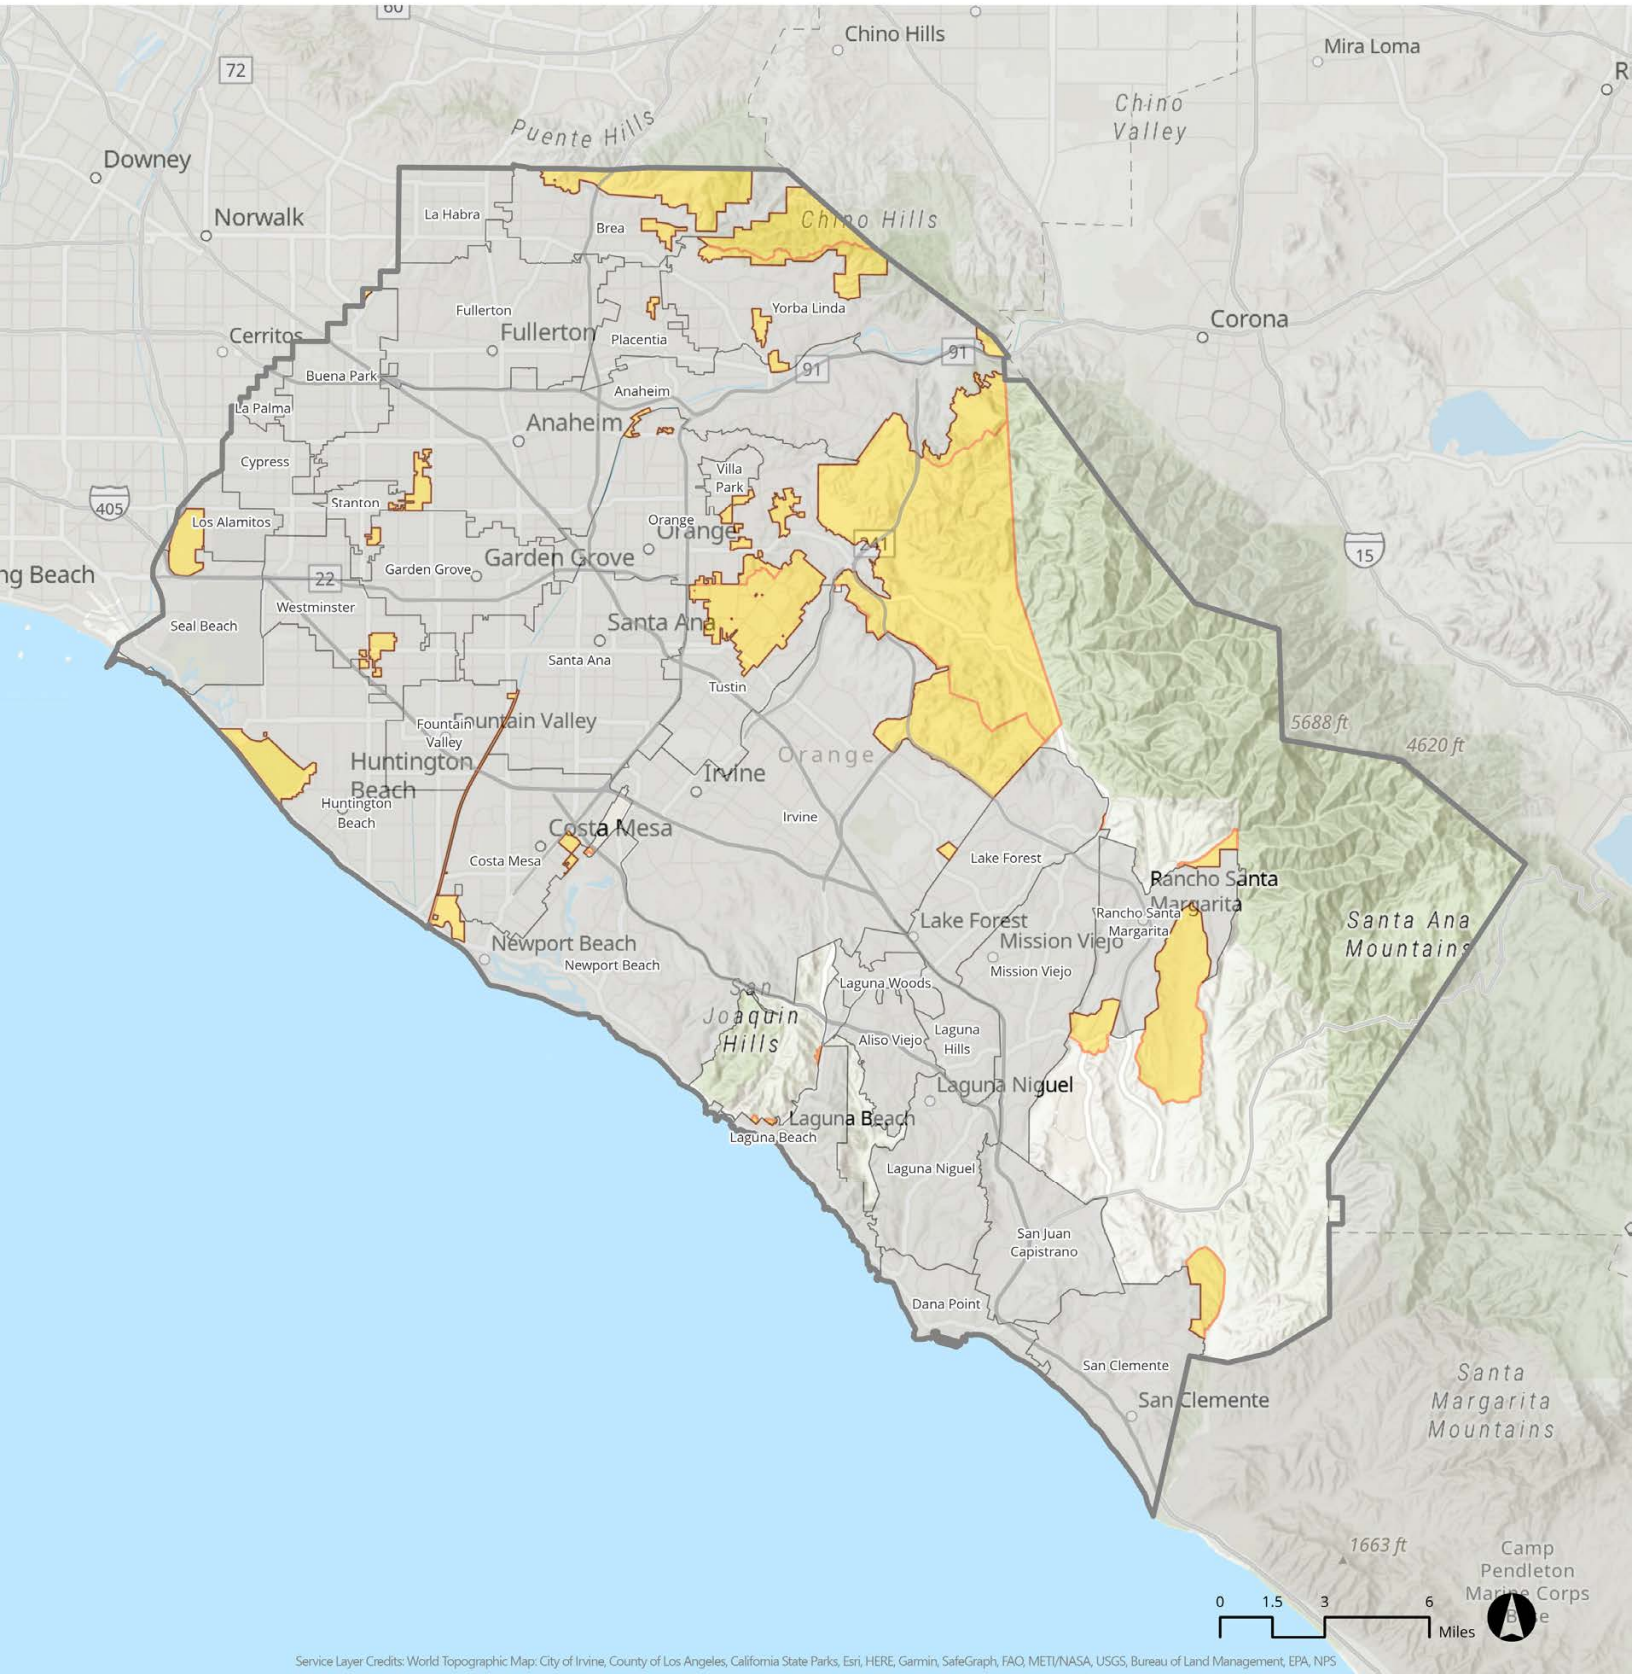 60
Chino Hills
Mira Loma
72
R
Chino
Valley
Puente Hills
Downey
Norwalk
La Habra
Brea
Chino Hills
Fullerton
Yorba Linda
Corona
Cerritos
Fullerton
Placentia
91
91
Buena Park
Anaheim
La Palma
Anaheim
Cypress
Villa
Park
405
Stanton
Los Alamitos
Orange
Orange
241
15
ng Beach
Garden Grove
Garden Grove
22
Westminster
Seal Beach
Santa Ana
Santa Ana
Tustin
Fountain
Valley
Fountain Valley
5688 ft
4620 ft
Orange
Huntington
Beach
Irvine
Huntington
Beach
Irvine
Costa Mesa
Costa Mesa
Lake Forest
Rancho Santa
Margarita
Rancho Santa
Margarita
Lake Forest
Mission Viejo
Santa Ana
Mountains
Newport Beach
Newport Beach
Mission Viejo
Laguna Woods
San
Joaquin
Hills
Aliso Viejo
Laguna
Hills
Laguna Niguel
Laguna Beach
Laguna Beach
Laguna Niguel
San Juan
Capistrano
Dana Point
San Clemente
San Clemente
Santa
Margarita
Mountains
1663 ft
Camp
Pendleton
Marine Corps
Base
0 1.5 3 6
Miles
Service Layer Credits: World Topographic Map: City of Irvine, County of Los Angeles, California State Parks, Esri, HERE, Garmin, SafeGraph, FAO, METI/NASA, USGS, Bureau of Land Management, EPA, NPS